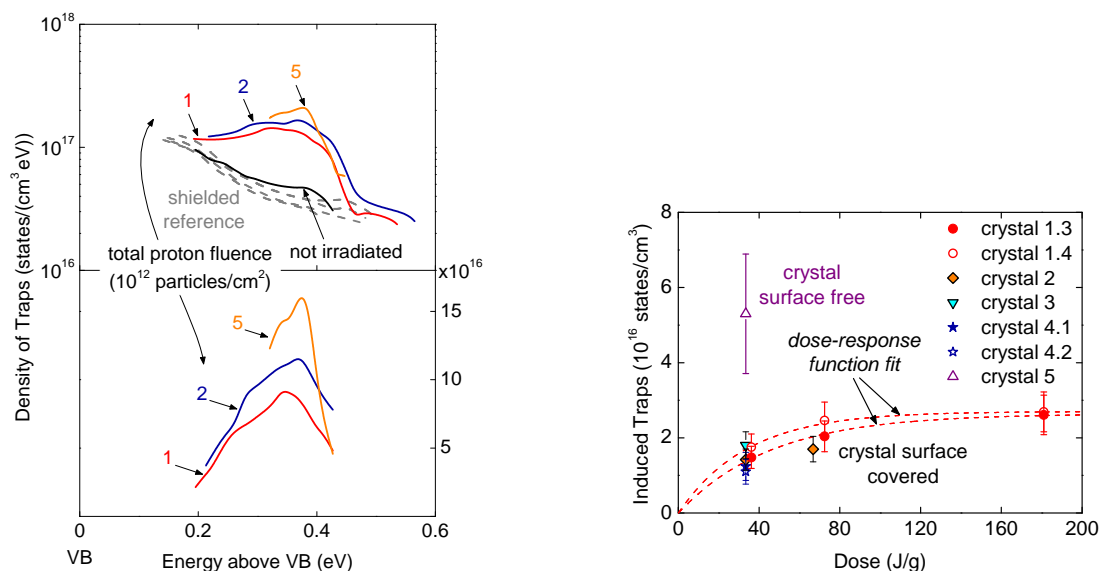 10^18
10^17
10^16
Density of Traps (states/(cm^3 eV))
1
2
5
shielded
reference
total proton fluence
(10^12 particles/cm^2)
not irradiated
x10^16
15
10
5
5
2
1
0
0.2
0.4
0.6
VB
Energy above VB (eV)
8
6
4
2
0
Induced Traps (10^16 states/cm^3)
crystal
surface free
dose-response
function fit
crystal surface
covered
crystal 1.3
crystal 1.4
crystal 2
crystal 3
crystal 4.1
crystal 4.2
crystal 5
0
40
80
120
160
200
Dose (J/g)